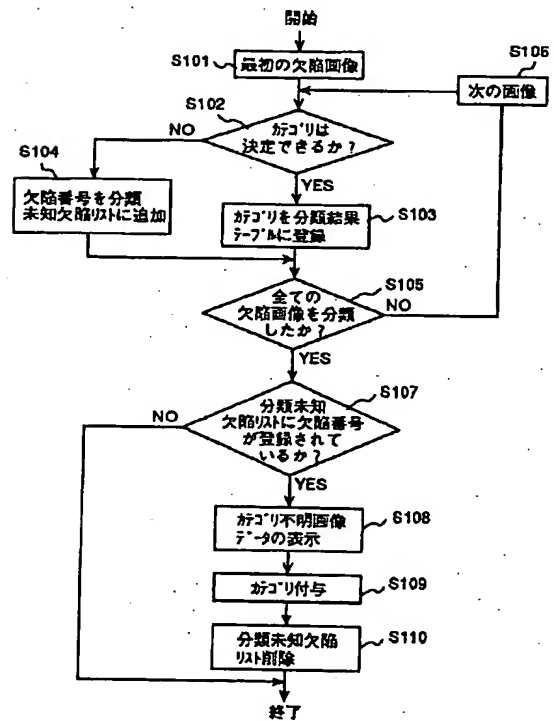 開始
S101
最初の欠陥画像
S106
次の画像
S102
カテゴリは
決定できるか?
NO
YES
S104
欠陥番号を分類
未知欠陥リストに追加
カテゴリを分類結果
テーブルに登録
S103
S105
全ての
欠陥画像を分類
したか?
NO
YES
S107
分類未知
欠陥リストに欠陥番号
が登録されて
いるか?
NO
YES
カテゴリ不明画像
データの表示
S108
カテゴリ付与
S109
分類未知欠陥
リスト削除
S110
終了